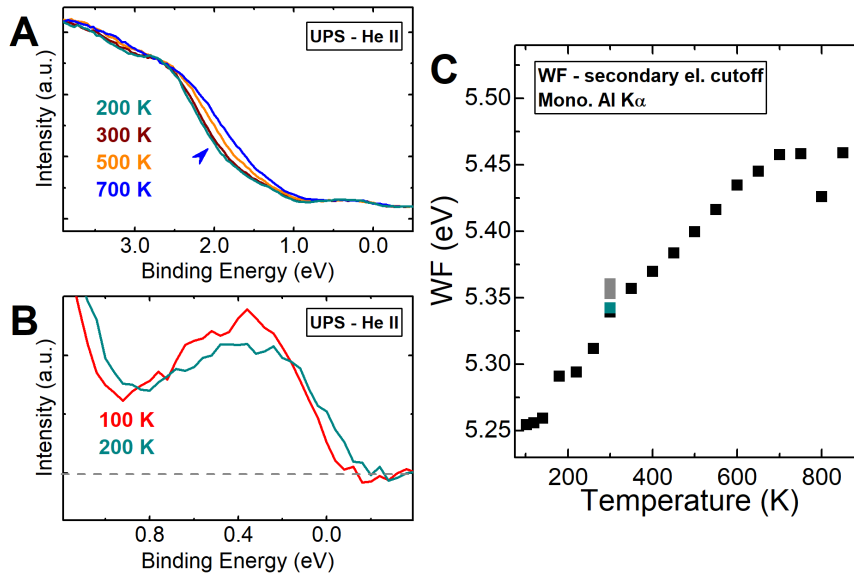 A
UPS - He II
Intensity (a.u.)
200 K
300 K
500 K
700 K
3.0 2.0 1.0 0.0
Binding Energy (eV)
B
UPS - He II
Intensity (a.u.)
100 K
200 K
0.8 0.4 0.0
Binding Energy (eV)
C
WF - secondary el. cutoff
Mono. Al Kα
WF (eV)
5.50
5.45
5.40
5.35
5.30
5.25
200 400 600 800
Temperature (K)